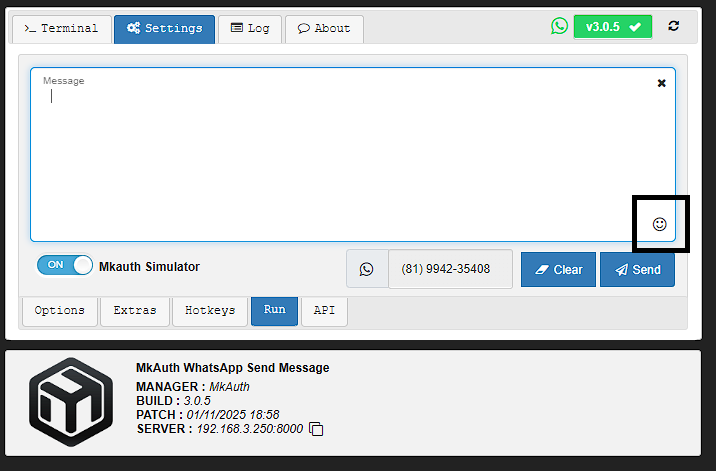 >_ Terminal Settings Log About v3.0.5
Message
ON Mkauth Simulator (81) 9942-35408 Clear Send
Options Extras Hotkeys Run API
MkAuth WhatsApp Send Message
MANAGER : MkAuth
BUILD : 3.0.5
PATCH : 01/11/2025 18:58
SERVER : 192.168.3.250:8000